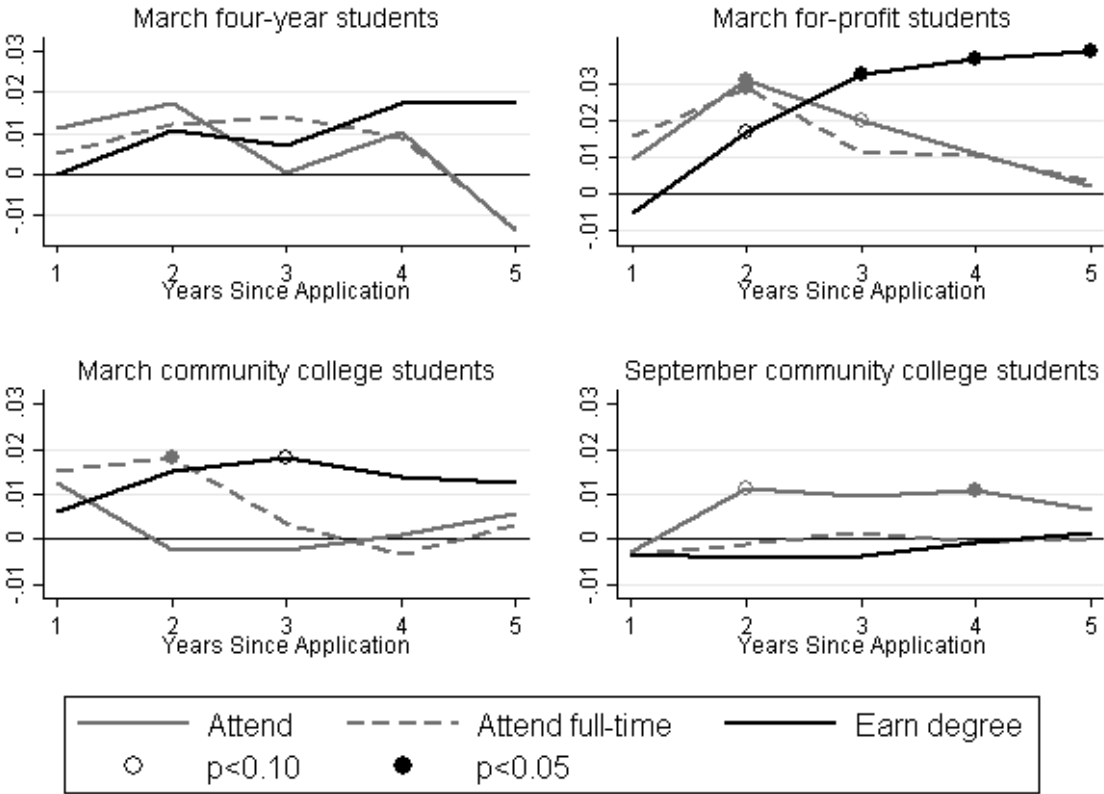 March four-year students
March for-profit students
.03
.02
.01
0
-.01
1 2 3 4 5
Years Since Application
.03
.02
.01
0
-.01
1 2 3 4 5
Years Since Application
March community college students
September community college students
.03
.02
.01
0
-.01
1 2 3 4 5
Years Since Application
.03
.02
.01
0
-.01
1 2 3 4 5
Years Since Application
Attend Attend full-time Earn degree
p<0.10 p<0.05